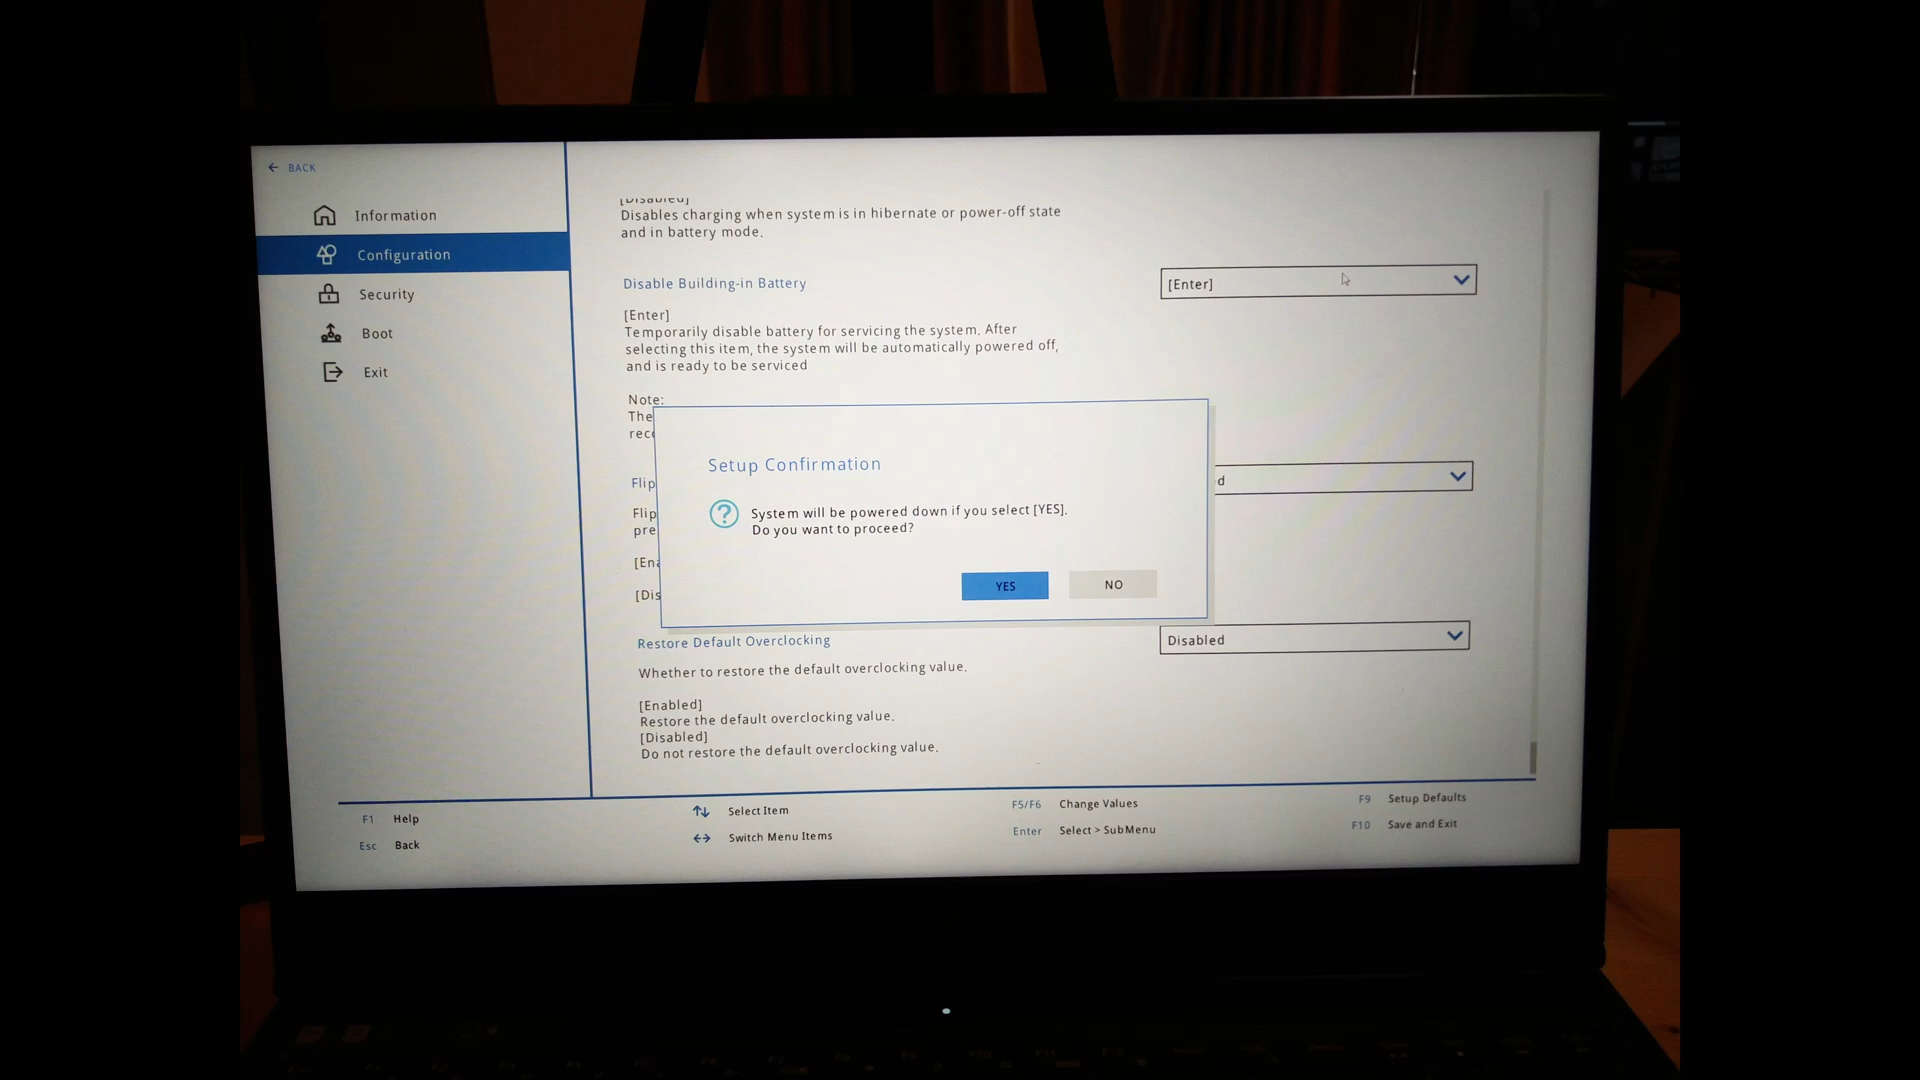 BACK
Information
Configuration
Security
Boot
Exit
[Disabled]
Disables charging when system is in hibernate or power-off state
and in battery mode.
Disable Building-in Battery
[Enter]
[Enter]
Temporarily disable battery for servicing the system. After
selecting this item, the system will be automatically powered off,
and is ready to be serviced
Note:
The
rec
Flip
d
Flip
pre
[Ena
[Dis
Setup Confirmation
?
System will be powered down if you select [YES].
Do you want to proceed?
YES NO
Restore Default Overclocking
Disabled
Whether to restore the default overclocking value.
[Enabled]
Restore the default overclocking value.
[Disabled]
Do not restore the default overclocking value.
F1 Help
Esc Back
Select Item
Switch Menu Items
F5/F6 Change Values
Enter Select > SubMenu
F9 Setup Defaults
F10 Save and Exit